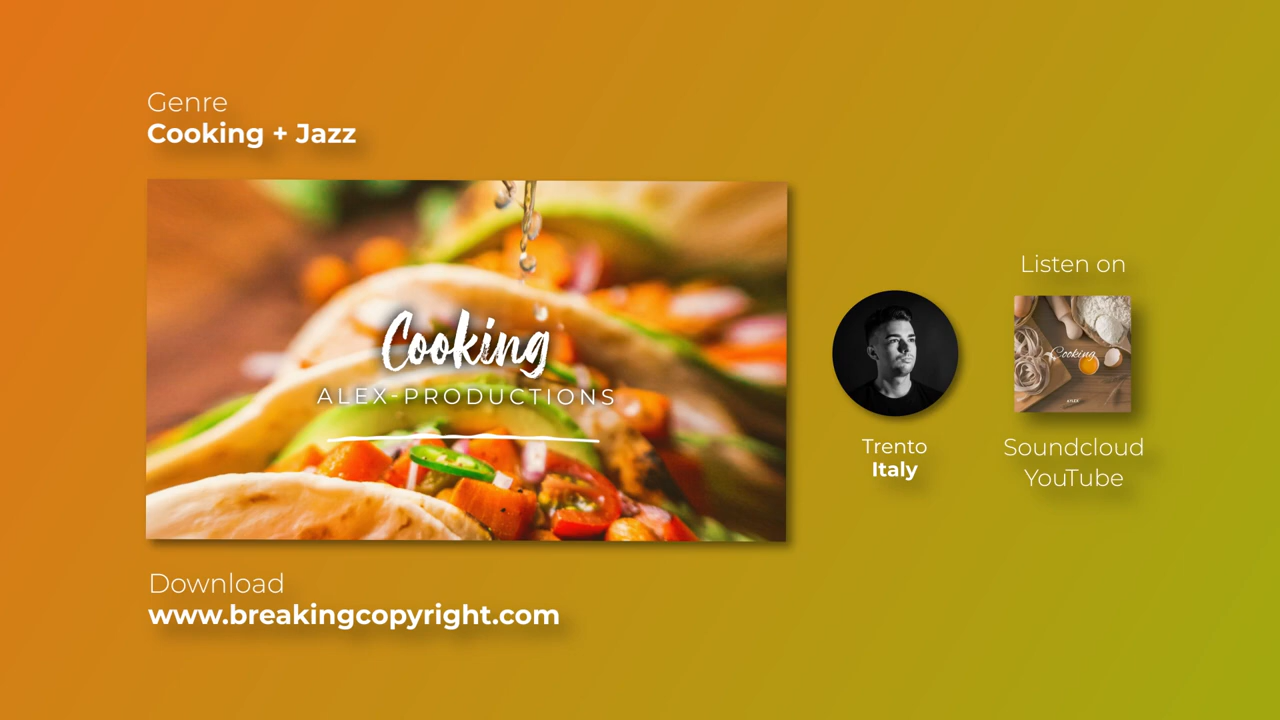 Genre
Cooking + Jazz
Cooking
ALEX-PRODUCTIONS
Download
www.breakingcopyright.com
Trento
Italy
Listen on
Cooking
Soundcloud
YouTube